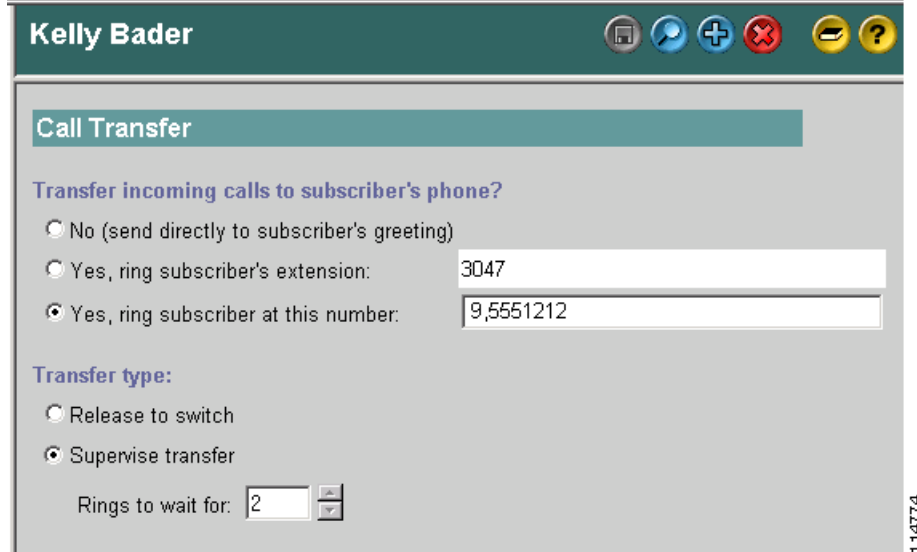 Kelly Bader
?
Call Transfer
Transfer incoming calls to subscriber's phone?
No (send directly to subscriber's greeting)
Yes, ring subscriber's extension: 3047
Yes, ring subscriber at this number: 9,5551212
Transfer type:
Release to switch
Supervise transfer
Rings to wait for: 2
114774